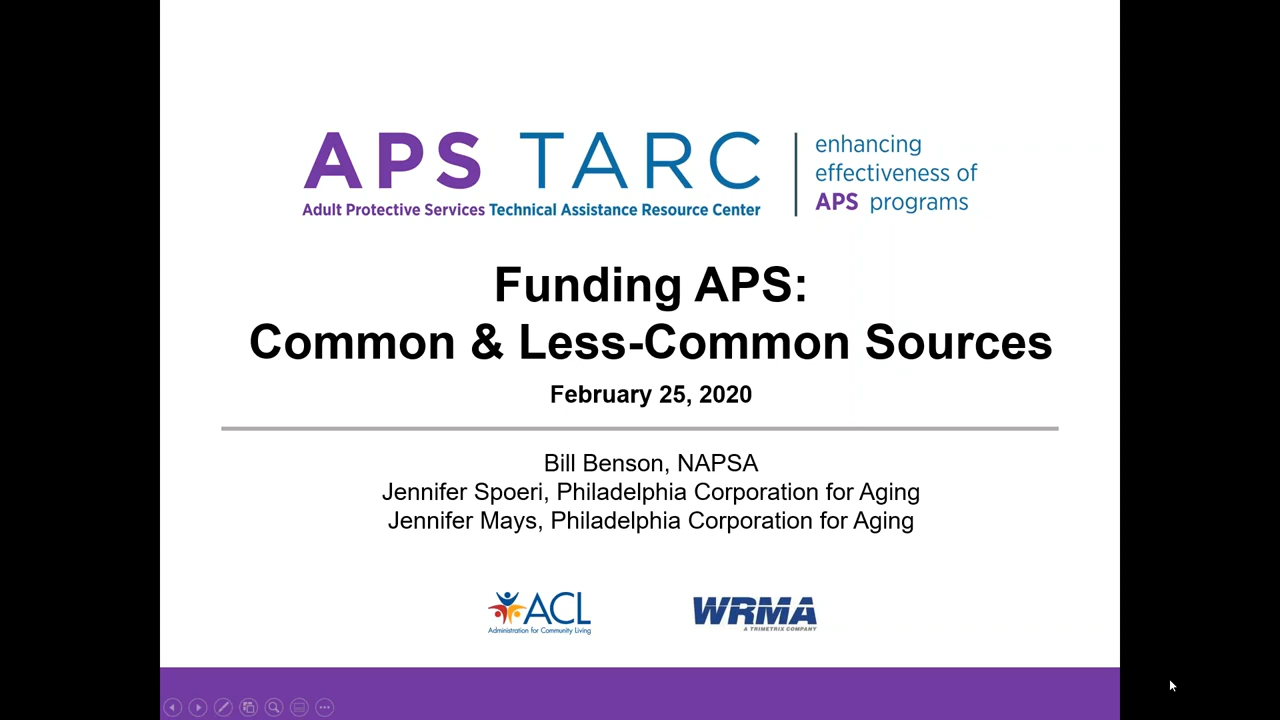 APS TARC
Adult Protective Services Technical Assistance Resource Center
enhancing
effectiveness of
APS programs
Funding APS:
Common & Less-Common Sources
February 25, 2020
Bill Benson, NAPSA
Jennifer Spoeri, Philadelphia Corporation for Aging
Jennifer Mays, Philadelphia Corporation for Aging
ACL
Administration for Community Living
WRMA
A TRIMETRIX COMPANY